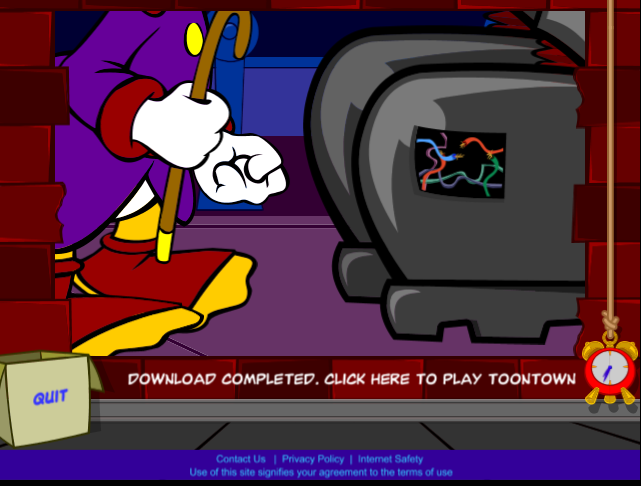 QUIT
DOWNLOAD COMPLETED. CLICK HERE TO PLAY TOONTOWN
Contact Us | Privacy Policy | Internet Safety
Use of this site signifies your agreement to the terms of use